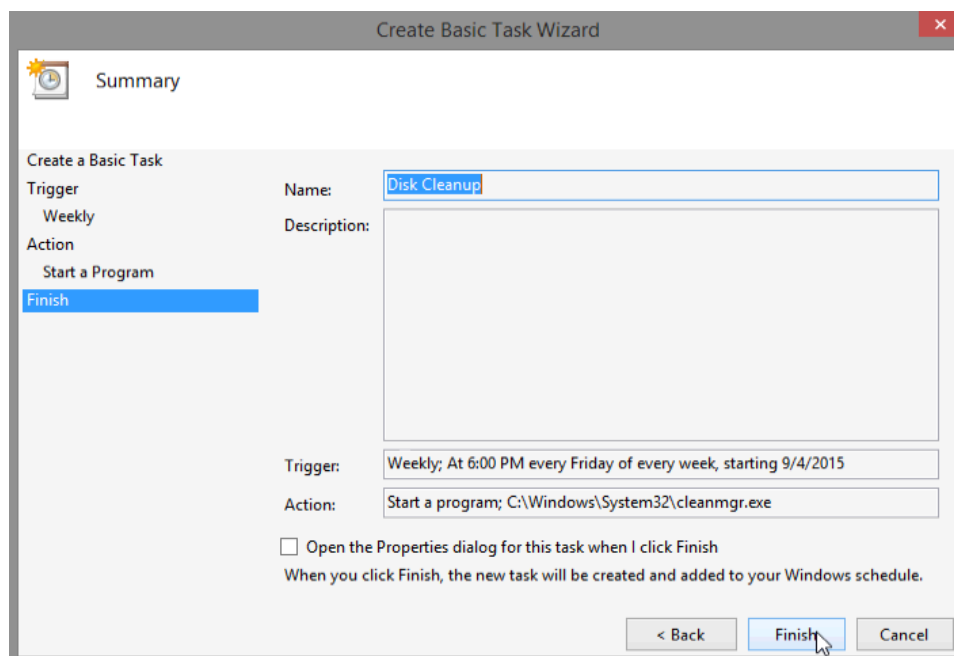 Create Basic Task Wizard
Summary
Create a Basic Task
Trigger
Weekly
Action
Start a Program
Finish
Name:
Disk Cleanup
Description:
Trigger:
Weekly; At 6:00 PM every Friday of every week, starting 9/4/2015
Action:
Start a program; C:\Windows\System32\cleanmgr.exe
Open the Properties dialog for this task when I click Finish
When you click Finish, the new task will be created and added to your Windows schedule.
< Back
Finish
Cancel